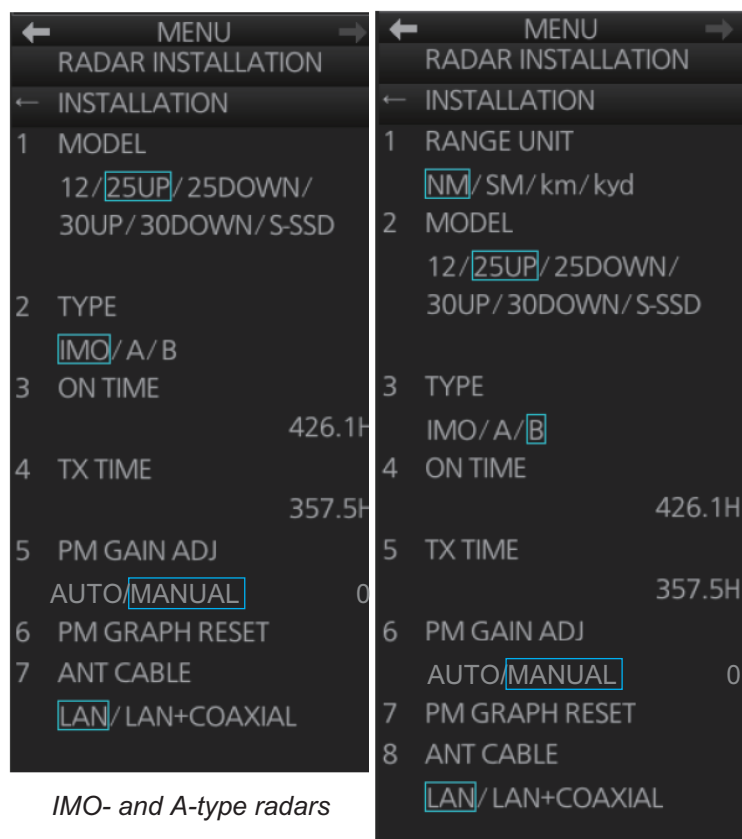 ← MENU →
RADAR INSTALLATION
← INSTALLATION
1 MODEL
12/25UP/25DOWN/
30UP/30DOWN/S-SSD
2 TYPE
IMO/A/B
3 ON TIME
426.1H
4 TX TIME
357.5H
5 PM GAIN ADJ
AUTO/MANUAL 0
6 PM GRAPH RESET
7 ANT CABLE
LAN/LAN+COAXIAL
IMO- and A-type radars
← MENU →
RADAR INSTALLATION
← INSTALLATION
1 RANGE UNIT
NM/SM/km/kyd
2 MODEL
12/25UP/25DOWN/
30UP/30DOWN/S-SSD
3 TYPE
IMO/A/B
4 ON TIME
426.1H
5 TX TIME
357.5H
6 PM GAIN ADJ
AUTO/MANUAL 0
7 PM GRAPH RESET
8 ANT CABLE
LAN/LAN+COAXIAL